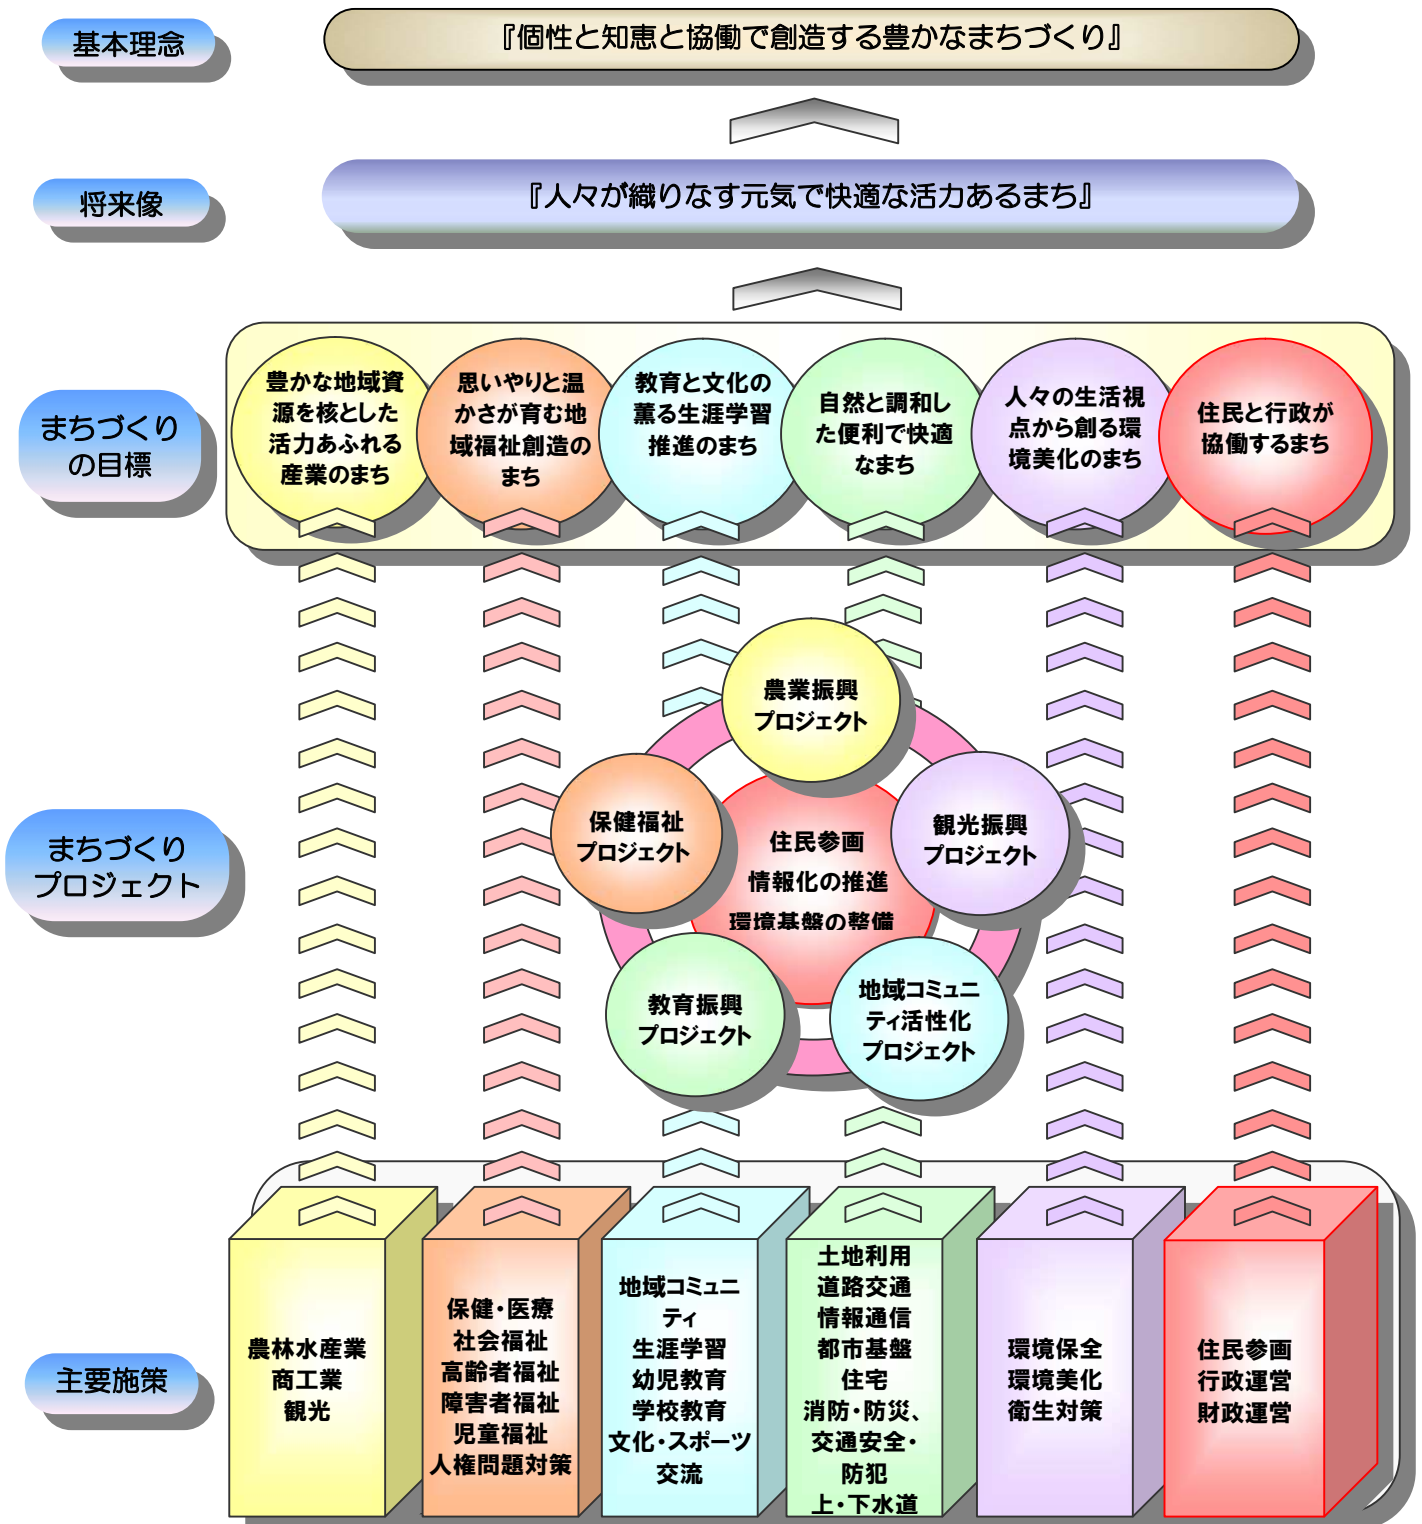 基本理念
『個性と知恵と協働で創造する豊かなまちづくり』
将来像
『人々が織りなす元気で快適な活力あるまち』
まちづくり
の目標
豊かな地域資
源を核とした
活力あふれる
産業のまち
思いやりと温
かさが育む地
域福祉創造の
まち
教育と文化の
薫る生涯学習
推進のまち
自然と調和し
た便利で快適
なまち
人々の生活視
点から創る環
境美化のまち
住民と行政が
協働するまち
まちづくり
プロジェクト
農業振興
プロジェクト
保健福祉
プロジェクト
住民参画
情報化の推進
環境基盤の整備
観光振興
プロジェクト
教育振興
プロジェクト
地域コミュニ
ティ活性化
プロジェクト
主要施策
農林水産業
商工業
観光
保健・医療
社会福祉
高齢者福祉
障害者福祉
児童福祉
人権問題対策
地域コミュニ
ティ
生涯学習
幼児教育
学校教育
文化・スポーツ
交流
土地利用
道路交通
情報通信
都市基盤
住宅
消防・防災、
交通安全・
防犯
上・下水道
環境保全
環境美化
衛生対策
住民参画
行政運営
財政運営